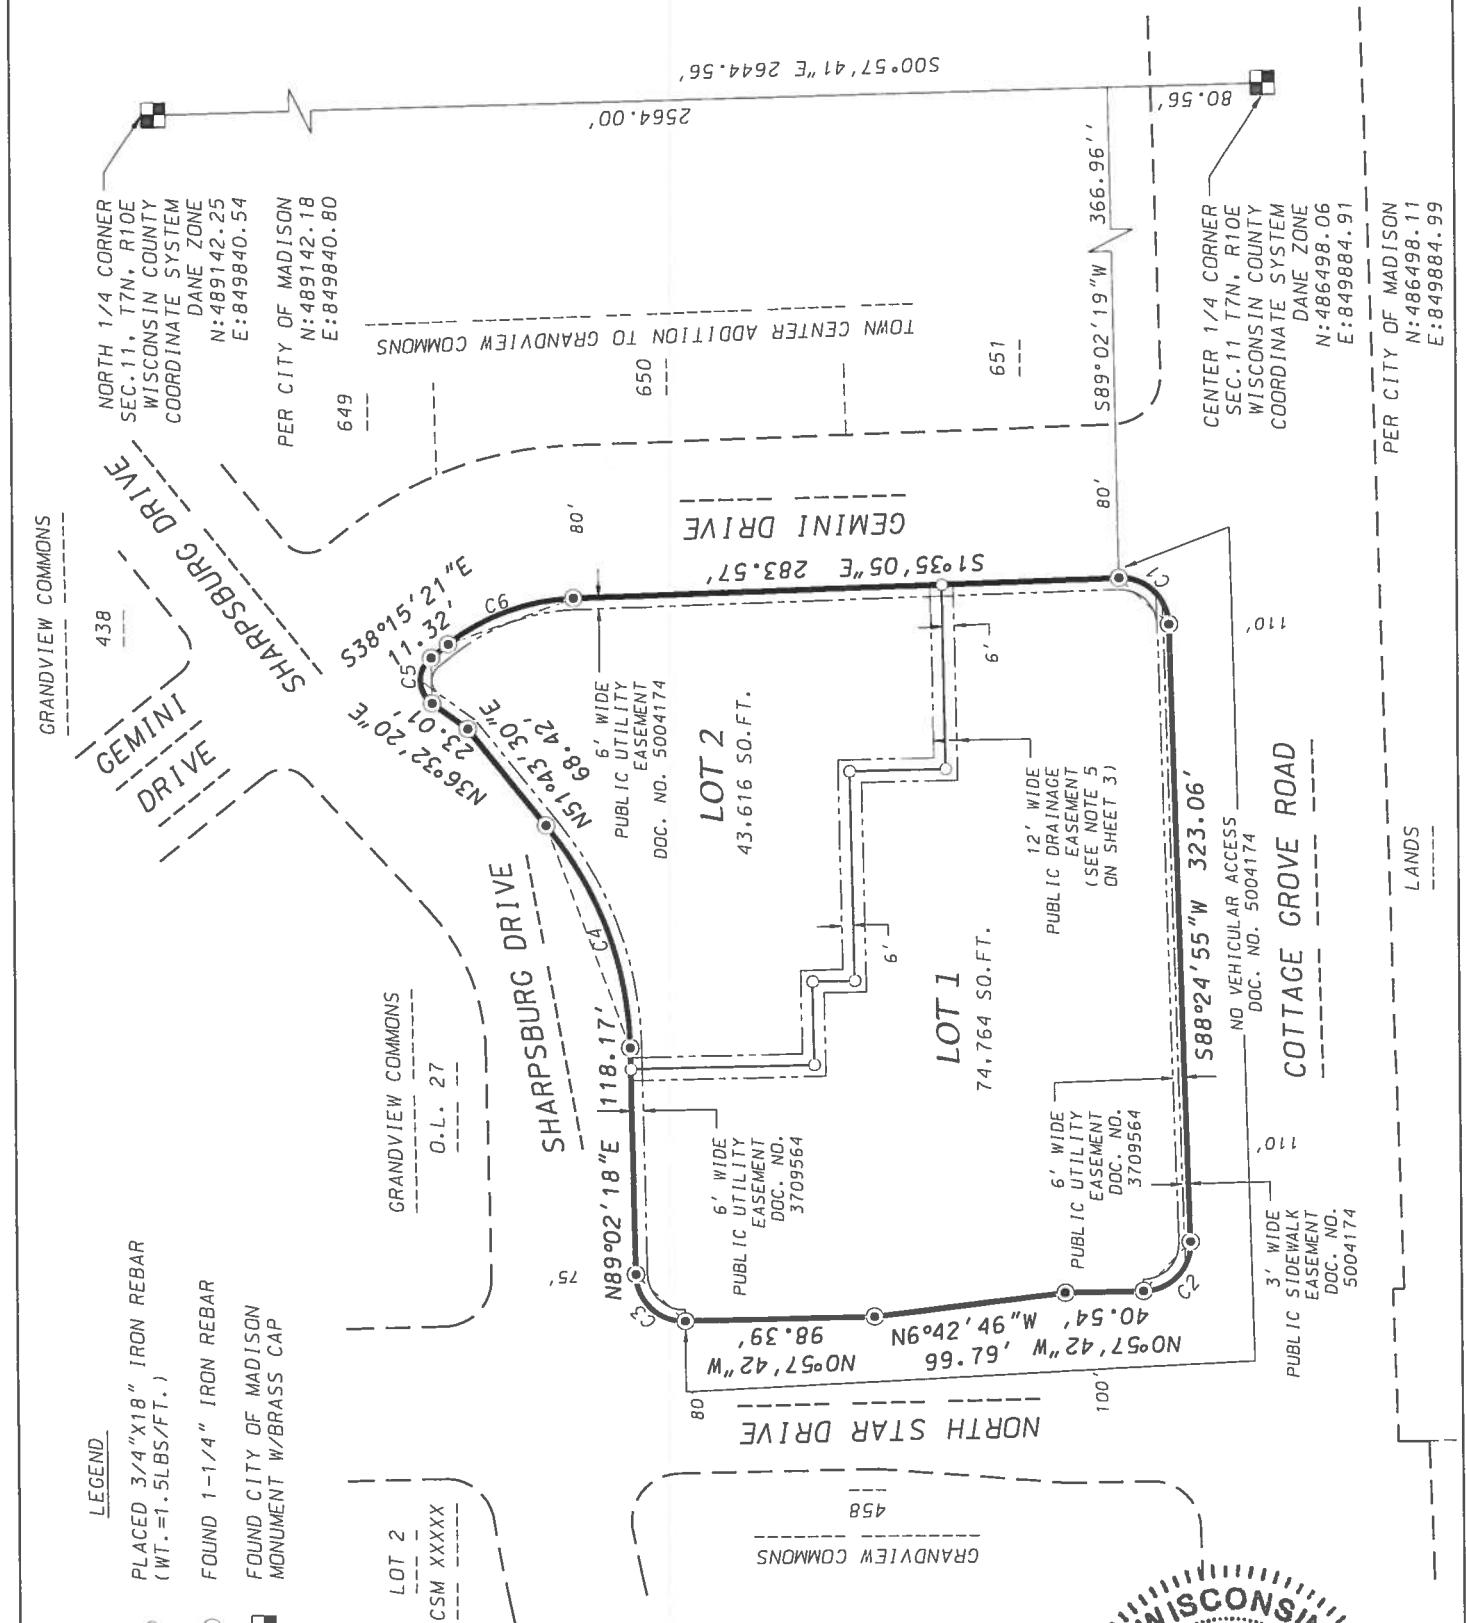 GRANDVIEW COMMONS
438
GEMINI
DRIVE
SHARPSBURG DRIVE
NORTH 1/4 CORNER
SEC.11, T7N, R10E
WISCONSIN COUNTY
COORDINATE SYSTEM
DANE ZONE
N:489142.25
E:849840.54
PER CITY OF MADISON
N:489142.18
E:849840.80
S00°57'41"E 2644.56'
2564.00'
80.56'
649
650
651
TOWN CENTER ADDITION TO GRANDVIEW COMMONS
S89°02'19"W
366.96''
CENTER 1/4 CORNER
SEC.11 T7N, R10E
WISCONSIN COUNTY
COORDINATE SYSTEM
DANE ZONE
N:486498.06
E:849884.91
PER CITY OF MADISON
N:486498.11
E:849884.99
80'
GEMINI DRIVE
80'
S1°35'05"E 283.57'
C1
110'
S38°15'21"E
11.32'
C6
C5
N36°32'20"E
23.01'
N51°43'30"E
68.42'
C4
6' WIDE
PUBLIC UTILITY
EASEMENT
DOC. NO. 5004174
LOT 2
43,616 SQ.FT.
6'
12' WIDE
PUBLIC DRAINAGE
EASEMENT
(SEE NOTE 5
ON SHEET 3)
6'
LOT 1
74,764 SQ.FT.
SHARPSBURG DRIVE
GRANDVIEW COMMONS
O.L. 27
N89°02'18"E 118.17'
75'
C3
6' WIDE
PUBLIC UTILITY
EASEMENT
DOC. NO.
3709564
6' WIDE
PUBLIC UTILITY
EASEMENT
DOC. NO.
3709564
S88°24'55"W 323.06'
NO VEHICULAR ACCESS
DOC. NO. 5004174
COTTAGE GROVE ROAD
LANDS
110'
3' WIDE
PUBLIC SIDEWALK
EASEMENT
DOC. NO.
5004174
C2
N0°57'42"W
98.39'
N9°42'46"W
99.79'
N0°57'42"W
40.54'
80'
100'
NORTH STAR DRIVE
458
GRANDVIEW COMMONS
LEGEND
PLACED 3/4"X18" IRON REBAR
(WT.=1.5LBS/FT.)
FOUND 1-1/4" IRON REBAR
FOUND CITY OF MADISON
MONUMENT W/BRASS CAP
LOT 2
CSM XXXXX
WISCONSIN